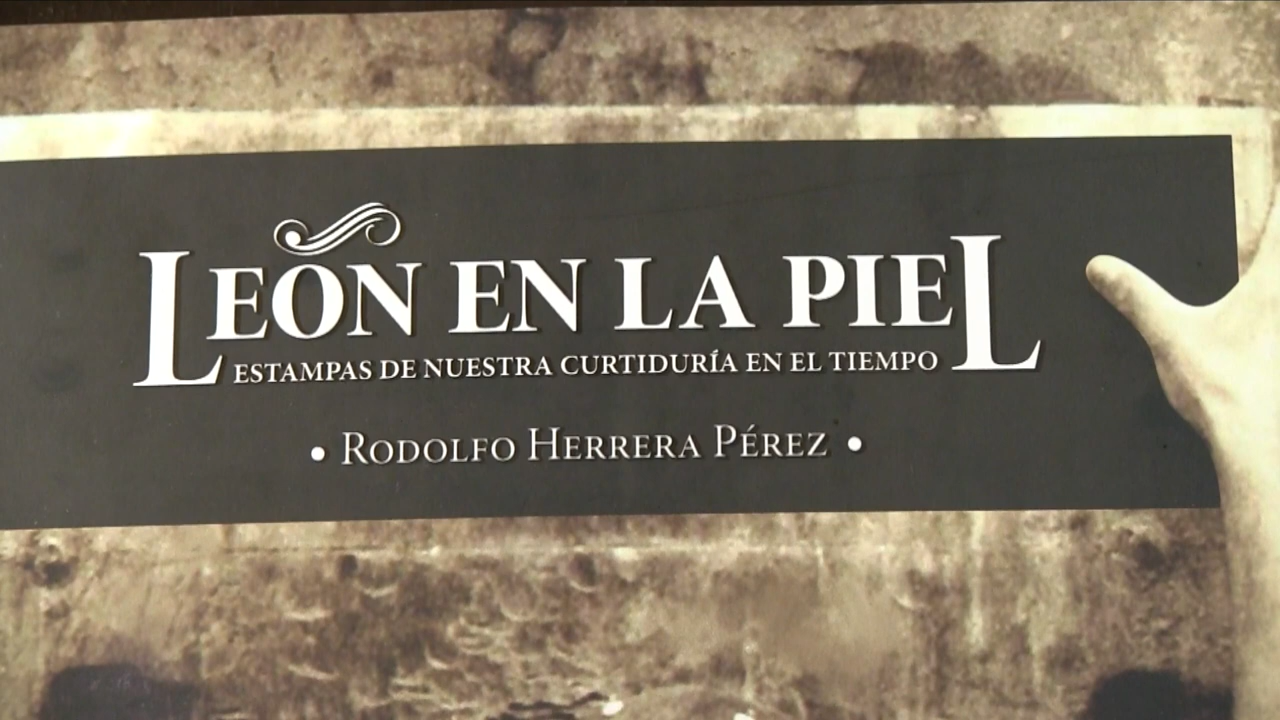 LEÓN EN LA PIEL
ESTAMPAS DE NUESTRA CURTIDURÍA EN EL TIEMPO
• RODOLFO HERRERA PÉREZ •